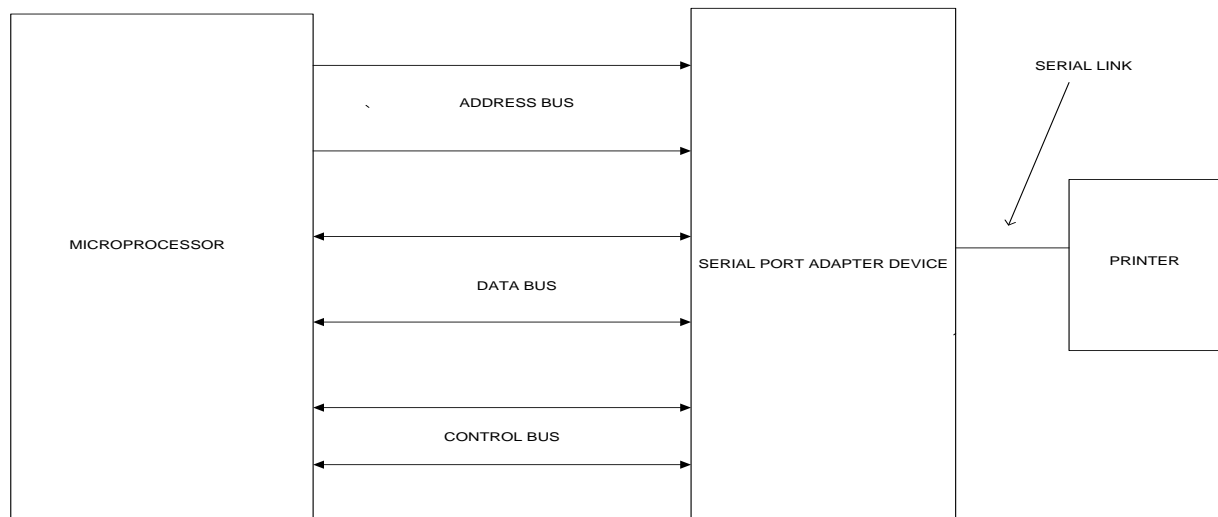 SERIAL LINK
ADDRESS BUS
MICROPROCESSOR
SERIAL PORT ADAPTER DEVICE
PRINTER
DATA BUS
CONTROL BUS